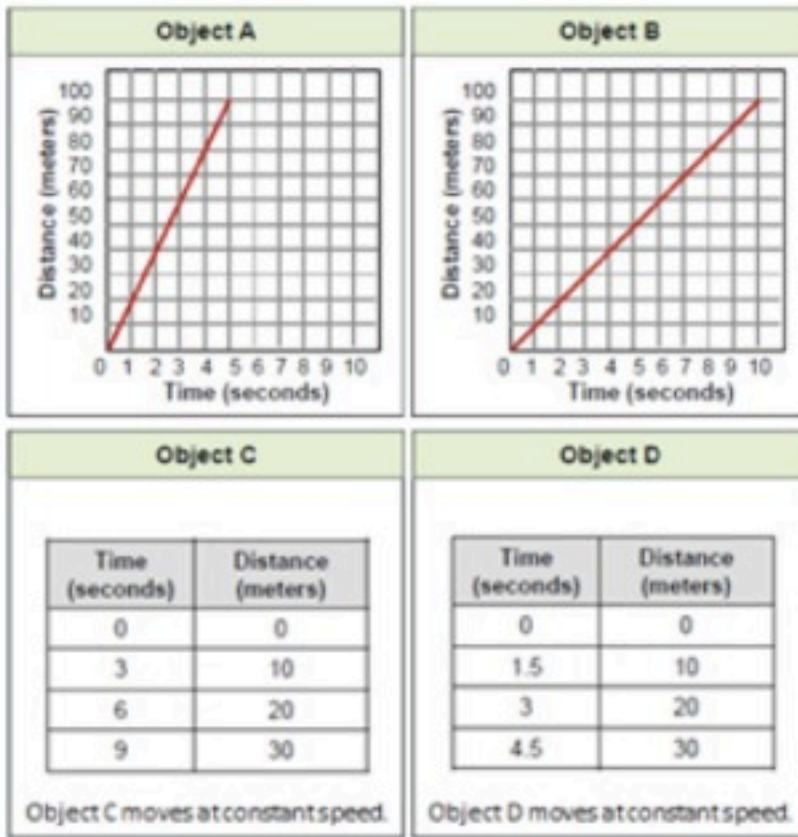 Object A
Distance (meters)
100
90
80
70
60
50
40
30
20
10
0 1 2 3 4 5 6 7 8 9 10
Time (seconds)
Object B
Distance (meters)
100
90
80
70
60
50
40
30
20
10
0 1 2 3 4 5 6 7 8 9 10
Time (seconds)
Object C
Time Distance
(seconds) (meters)
0 0
3 10
6 20
9 30
Object C moves at constant speed.
Object D
Time Distance
(seconds) (meters)
0 0
1.5 10
3 20
4.5 30
Object D moves at constant speed.